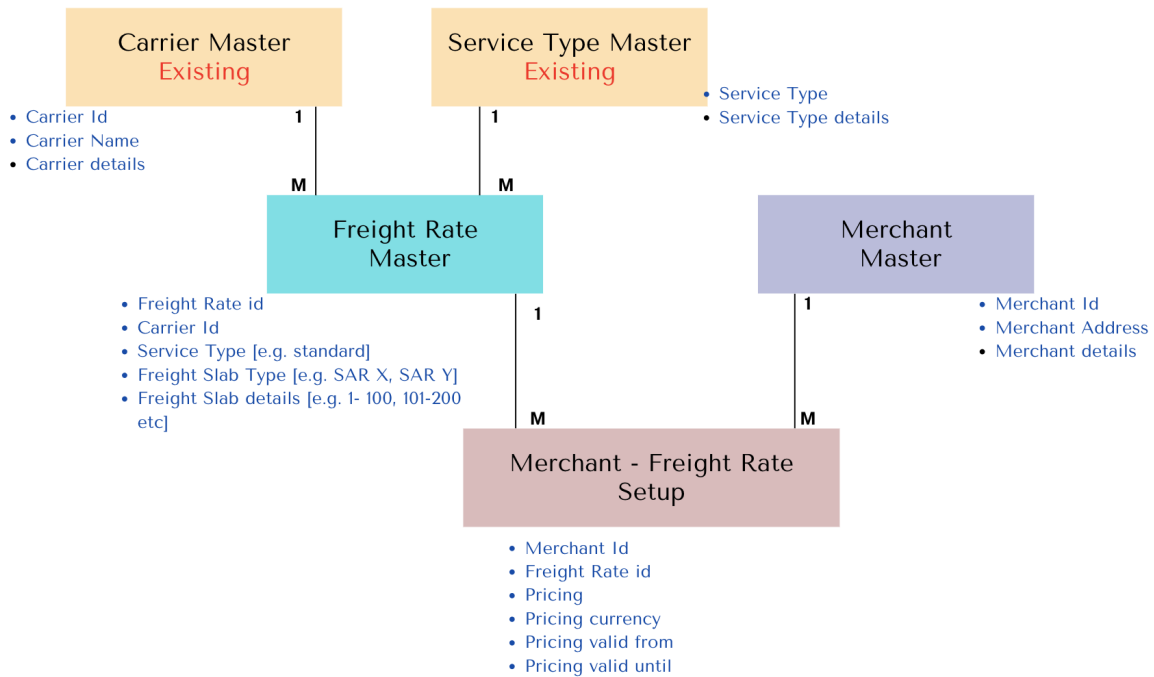 Carrier Master
Existing
Service Type Master
Existing
• Service Type
• Service Type details
• Carrier Id
• Carrier Name
• Carrier details
1
1
M
M
Freight Rate
Master
Merchant
Master
• Freight Rate id
• Carrier Id
• Service Type [e.g. standard]
• Freight Slab Type [e.g. SAR X, SAR Y]
• Freight Slab details [e.g. 1- 100, 101-200
etc]
1
1
• Merchant Id
• Merchant Address
• Merchant details
M
M
Merchant - Freight Rate
Setup
• Merchant Id
• Freight Rate id
• Pricing
• Pricing currency
• Pricing valid from
• Pricing valid until